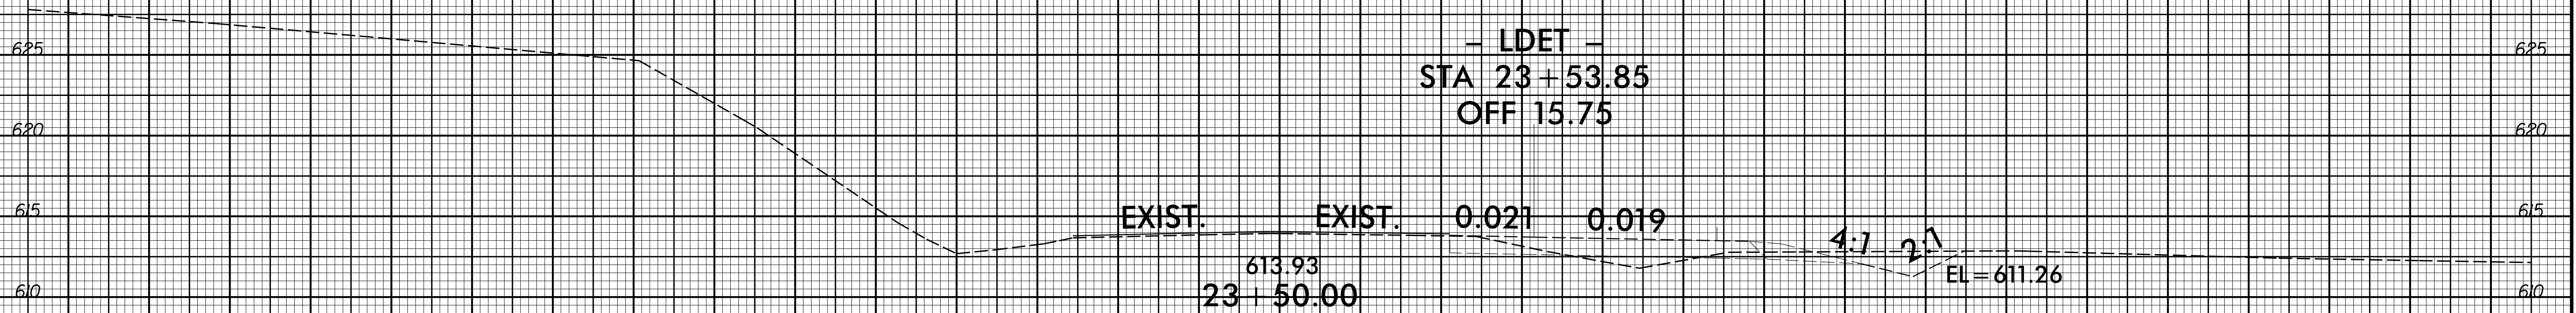 – LDET –
STA 23+53.85
OFF 15.75
625 625
620 620
615 EXIST. EXIST. 0.021 0.019 4:1 2:1 615
613.93 EL=611.26
610 23+50.00 610